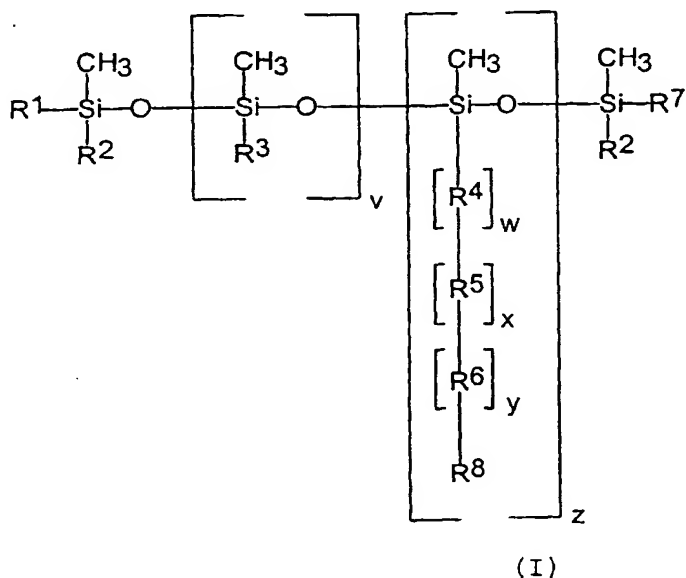 CH3 CH3 CH3 CH3
R1 Si O Si O Si O Si R7
R2 R3 R2
v
R4
w
R5
x
R6
y
R8
z
(I)